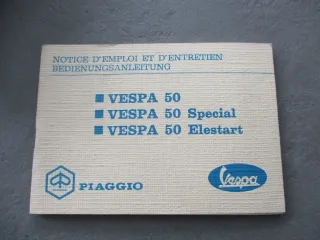 NOTICE D'EMPLOI ET D'ENTRETIEN
BEDIENUNGSANLEITUNG
VESPA 50
VESPA 50 Special
VESPA 50 Elestart
PIAGGIO
Vespa